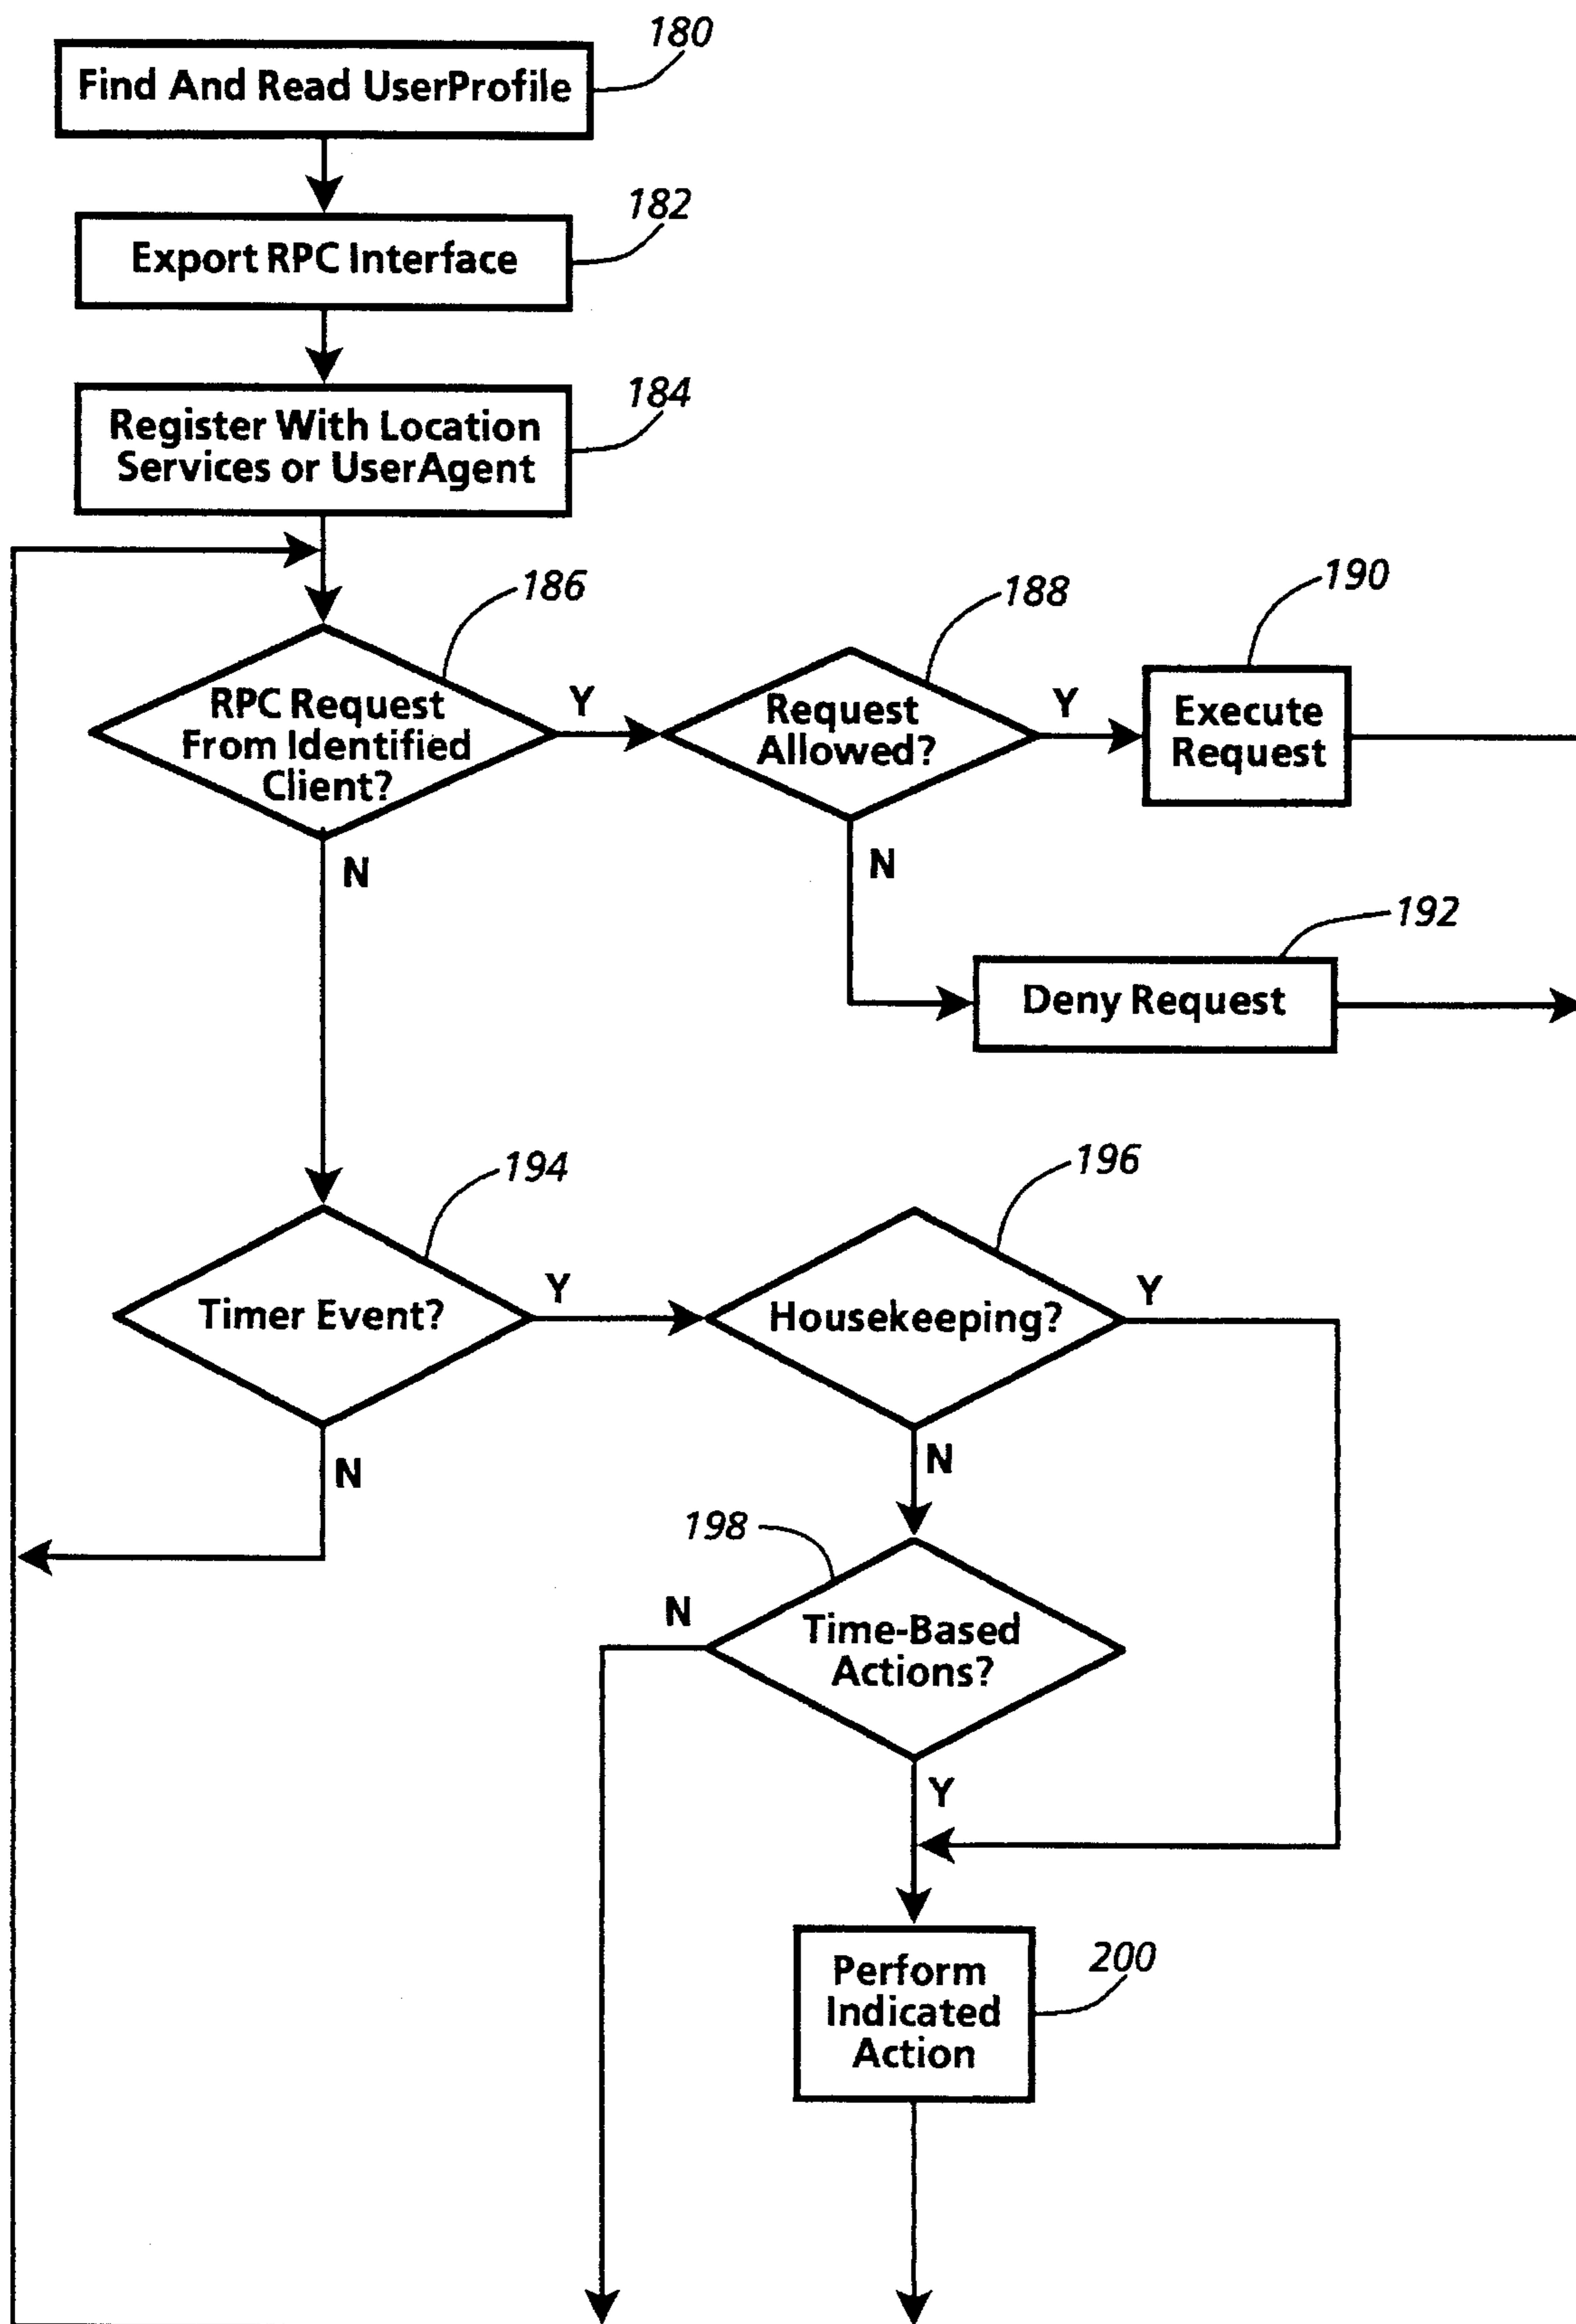 180
Find And Read UserProfile
182
Export RPC Interface
184
Register With Location
Services or UserAgent
186
188
190
RPC Request
From Identified
Client?
Y
Request
Allowed?
Y
Execute
Request
N
N
192
Deny Request
194
196
Timer Event?
Y
Housekeeping?
Y
N
N
198
N
Time-Based
Actions?
Y
200
Perform
Indicated
Action